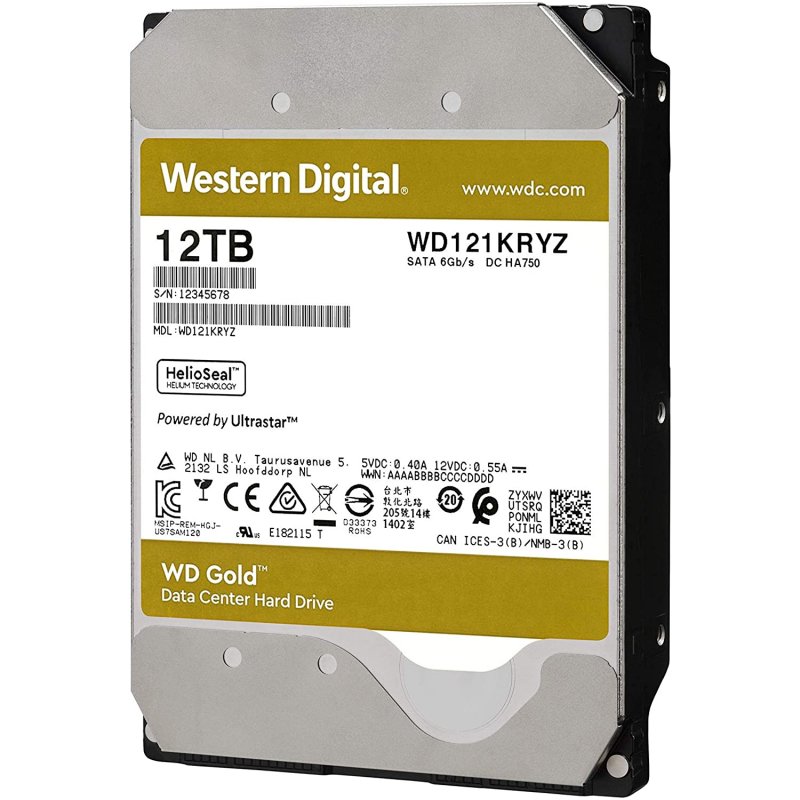 Western Digital®
www.wdc.com
12TB
WD121KRYZ
SATA 6Gb/s DC HA750
S/N: 12345678
MDL: WD121KRYZ
HelioSeal™
HELIUM TECHNOLOGY
Powered by Ultrastar™
WD NL B.V. Taurusavenue 5.
2132 LS Hoofddorp NL
5VDC:0.40A 12VDC:0.55A
WWN: AAAABBBBCCCCDDDD
MSIP-REM-HGJ-
US7SAM120
CE
D33373
RoHS
台北市
敦化北路
205號14樓
1402室
20
ZYXWV
UTSRQ
PONML
KJIHG
c RU us
E182115 T
CAN ICES-3(B)/NMB-3(B)
WD Gold™
Data Center Hard Drive